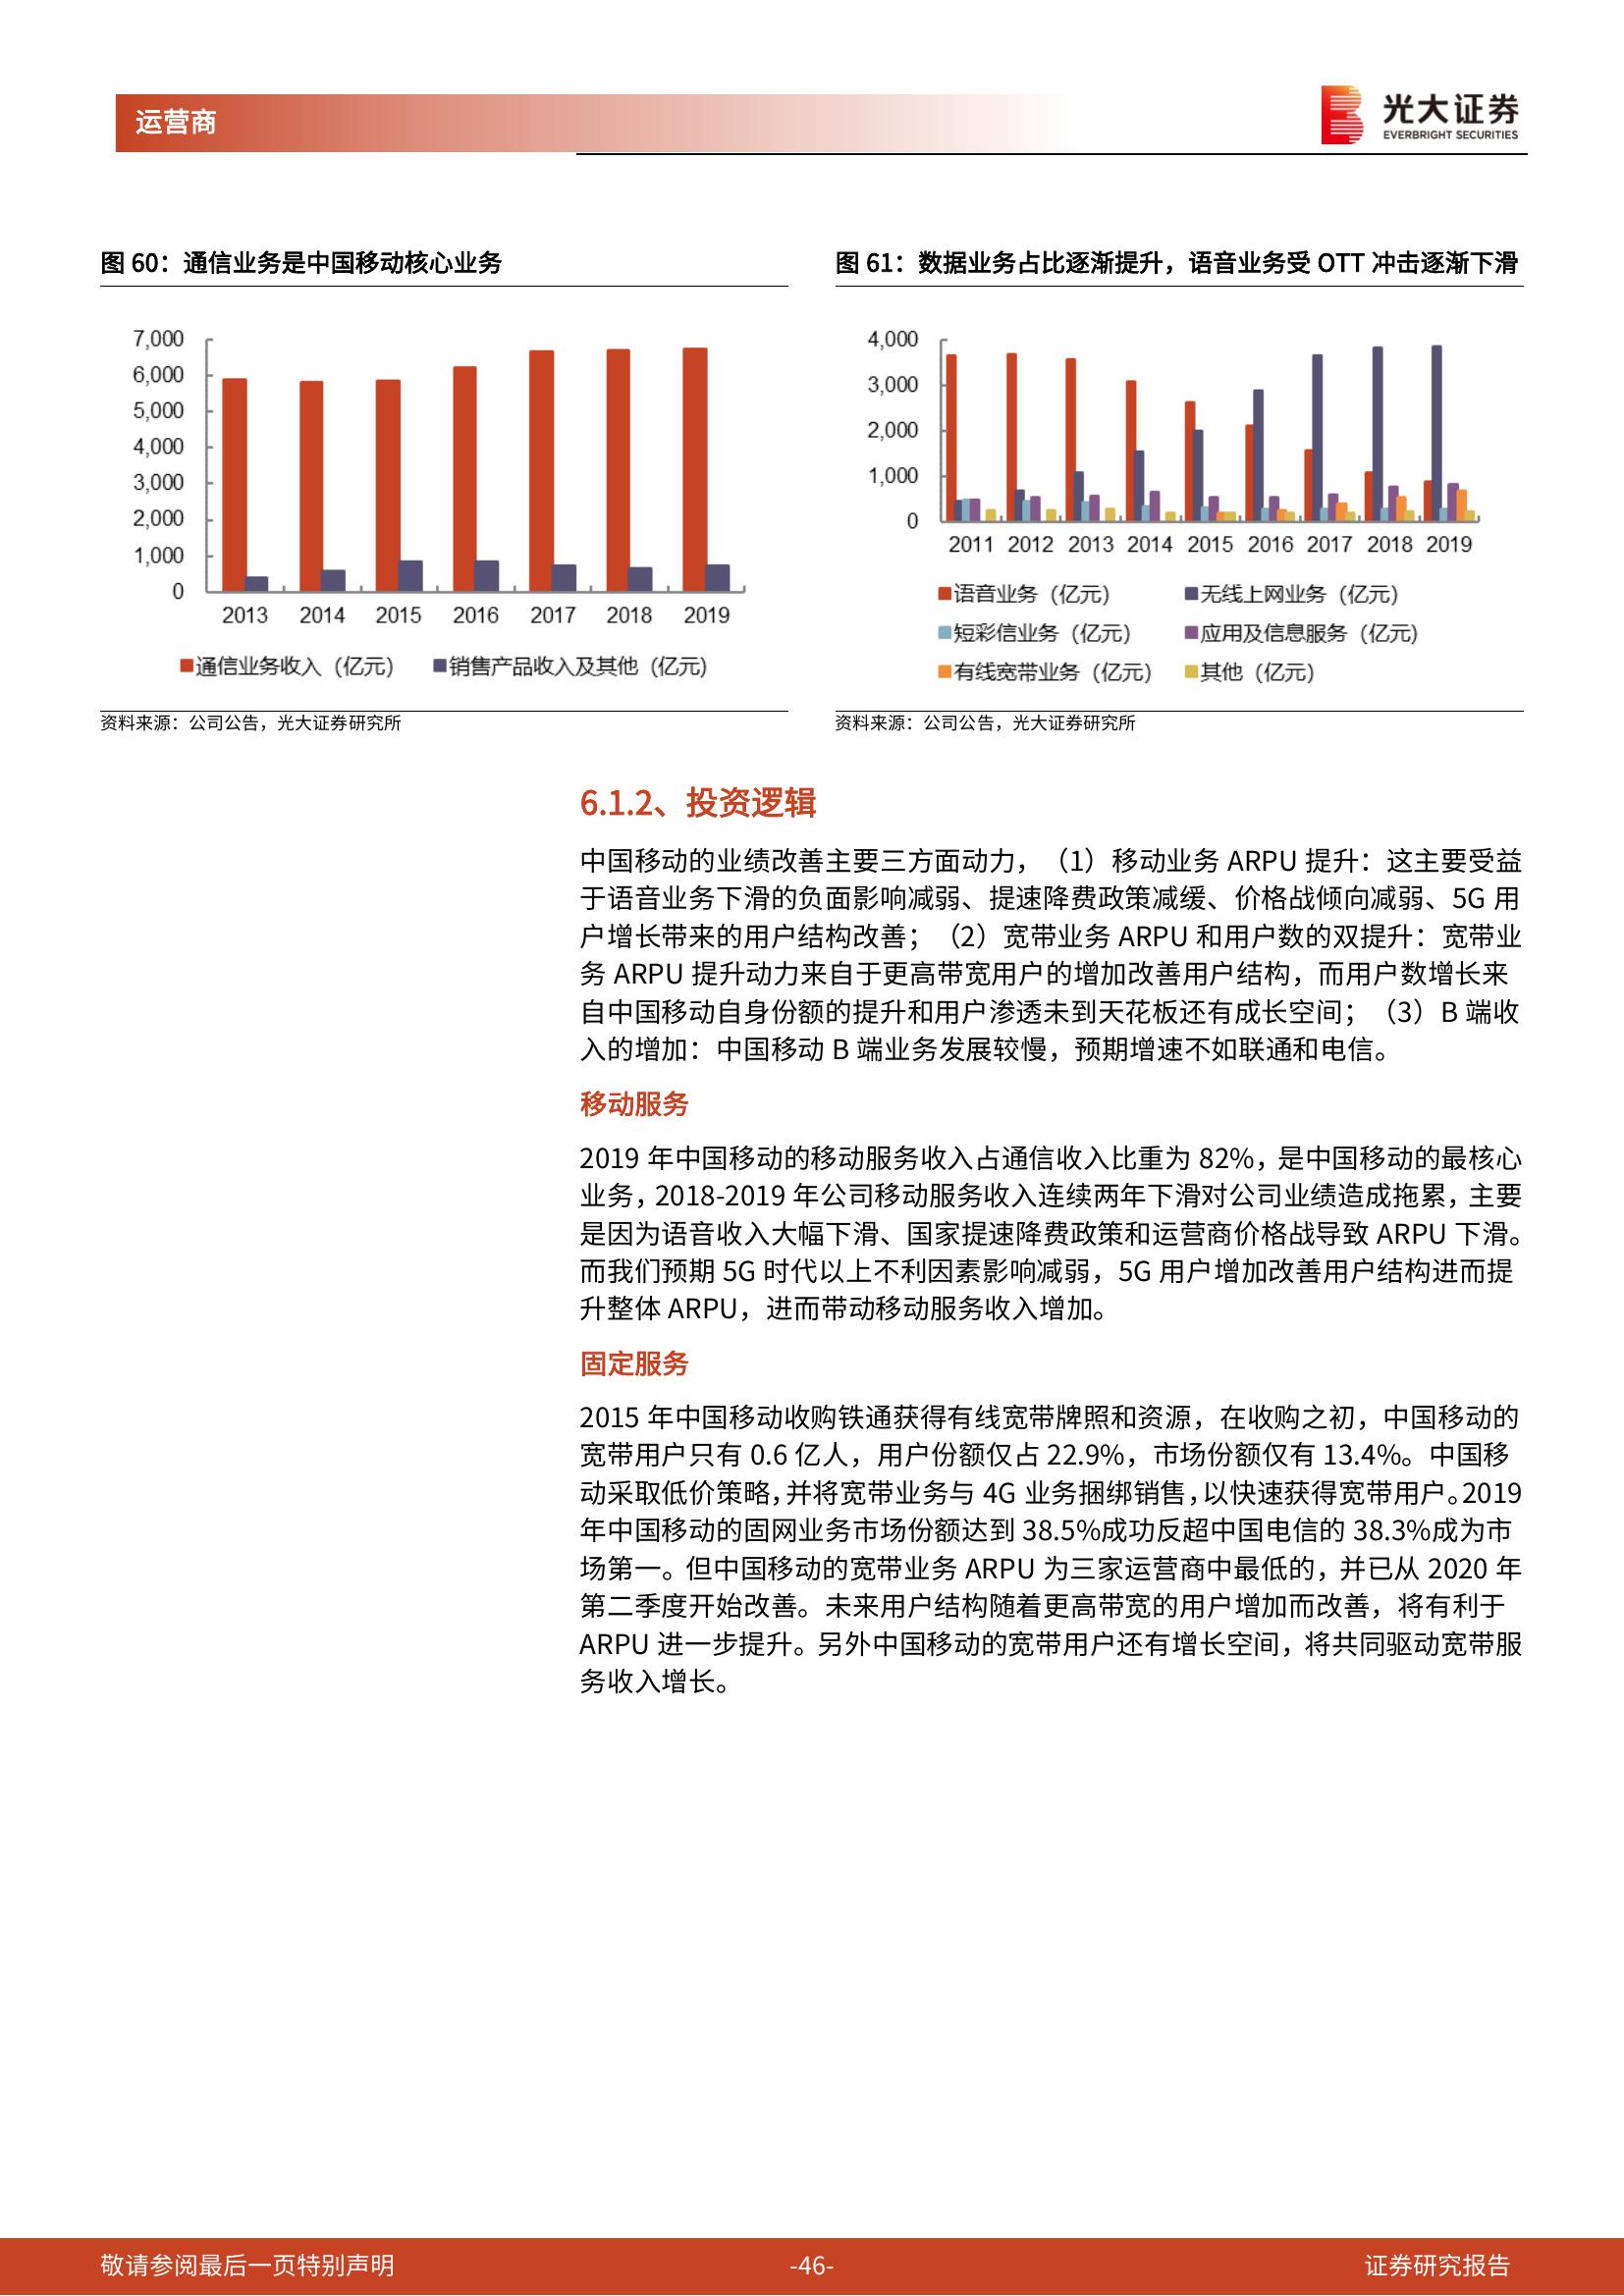 运营商
光大证券
EVERBRIGHT SECURITIES
图 60：通信业务是中国移动核心业务
7,000
6,000
5,000
4,000
3,000
2,000
1,000
0
2013 2014 2015 2016 2017 2018 2019
通信业务收入（亿元） 销售产品收入及其他（亿元）
资料来源：公司公告，光大证券研究所
图 61：数据业务占比逐渐提升，语音业务受 OTT 冲击逐渐下滑
4,000
3,000
2,000
1,000
0
2011 2012 2013 2014 2015 2016 2017 2018 2019
语音业务（亿元） 无线上网业务（亿元）
短彩信业务（亿元） 应用及信息服务（亿元）
有线宽带业务（亿元） 其他（亿元）
资料来源：公司公告，光大证券研究所
6.1.2、投资逻辑
中国移动的业绩改善主要三方面动力，（1）移动业务 ARPU 提升：这主要受益
于语音业务下滑的负面影响减弱、提速降费政策减缓、价格战倾向减弱、5G 用
户增长带来的用户结构改善；（2）宽带业务 ARPU 和用户数的双提升：宽带业
务 ARPU 提升动力来自于更高带宽用户的增加改善用户结构，而用户数增长来
自中国移动自身份额的提升和用户渗透未到天花板还有成长空间；（3）B 端收
入的增加：中国移动 B 端业务发展较慢，预期增速不如联通和电信。
移动服务
2019 年中国移动的移动服务收入占通信收入比重为 82%，是中国移动的最核心
业务，2018-2019 年公司移动服务收入连续两年下滑对公司业绩造成拖累，主要
是因为语音收入大幅下滑、国家提速降费政策和运营商价格战导致 ARPU 下滑。
而我们预期 5G 时代以上不利因素影响减弱，5G 用户增加改善用户结构进而提
升整体 ARPU，进而带动移动服务收入增加。
固定服务
2015 年中国移动收购铁通获得有线宽带牌照和资源，在收购之初，中国移动的
宽带用户只有 0.6 亿人，用户份额仅占 22.9%，市场份额仅有 13.4%。中国移
动采取低价策略，并将宽带业务与 4G 业务捆绑销售，以快速获得宽带用户。2019
年中国移动的固网业务市场份额达到 38.5%成功反超中国电信的 38.3%成为市
场第一。但中国移动的宽带业务 ARPU 为三家运营商中最低的，并已从 2020 年
第二季度开始改善。未来用户结构随着更高带宽的用户增加而改善，将有利于
ARPU 进一步提升。另外中国移动的宽带用户还有增长空间，将共同驱动宽带服
务收入增长。
敬请参阅最后一页特别声明 -46- 证券研究报告